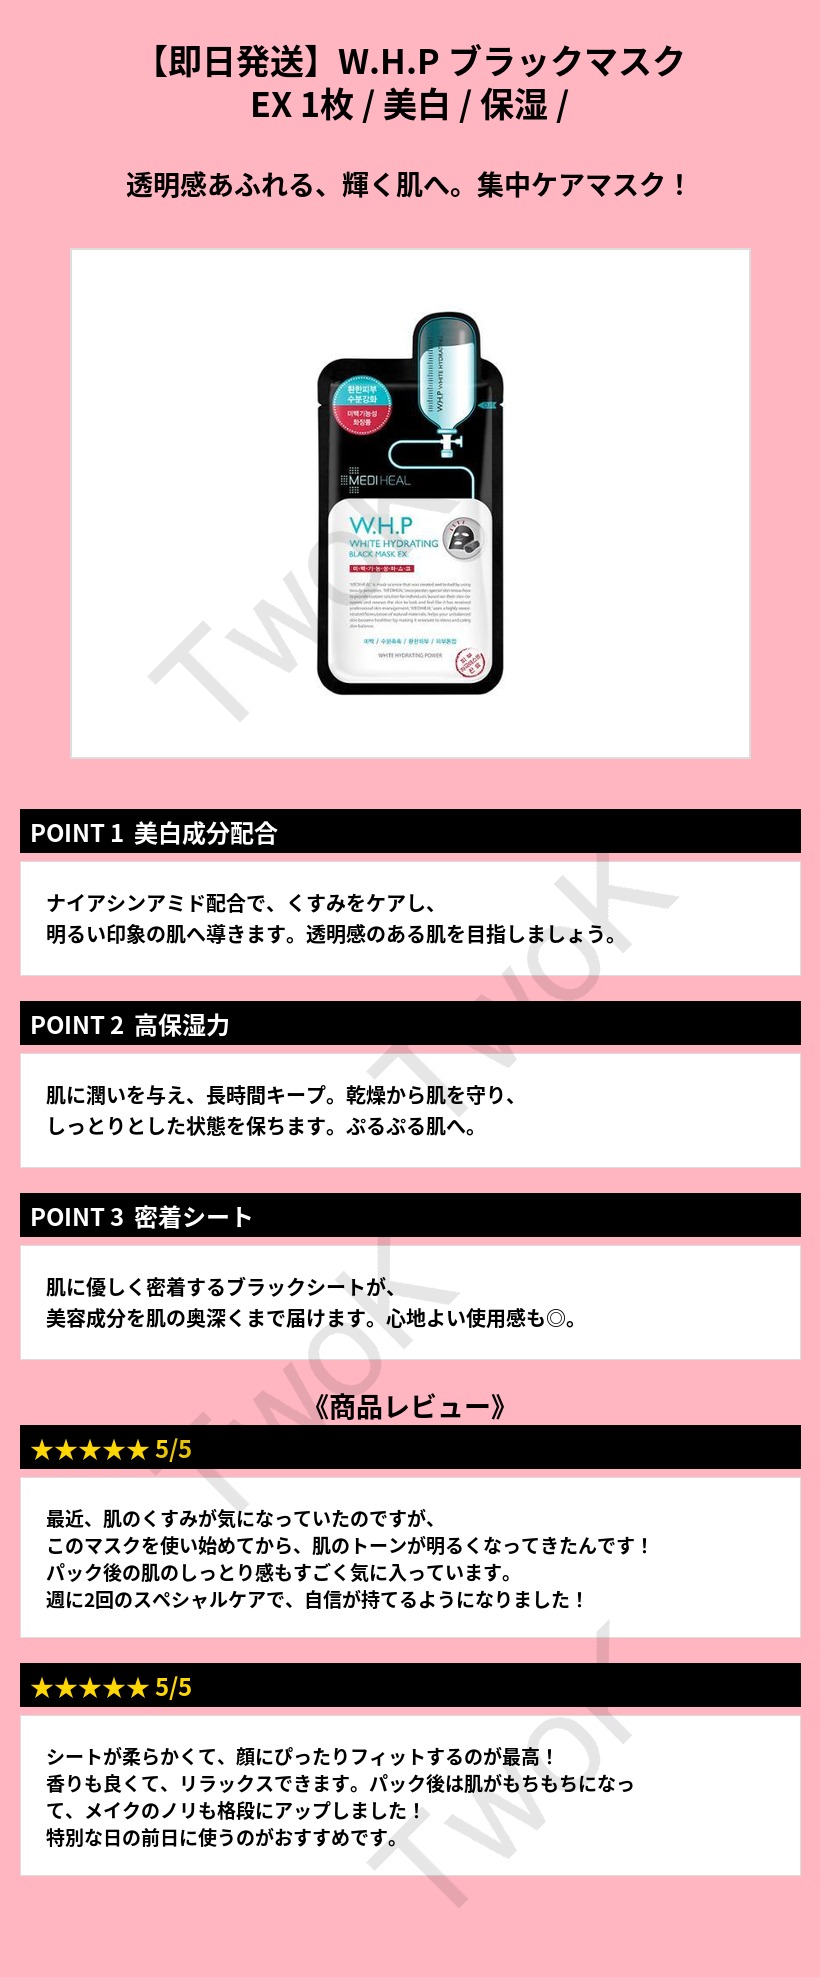 【即日発送】W.H.P ブラックマスク
EX 1枚 / 美白 / 保湿 /
透明感あふれる、輝く肌へ。集中ケアマスク！
환한피부
수분강화
미백기능성
화장품
W.H.P WHITE HYDRATING
MEDIHEAL
W.H.P
WHITE HYDRATING
BLACK MASK EX
미·백·기·능·성·마·스·크
미백 / 수분촉촉 / 환한피부 / 피부톤업
WHITE HYDRATING POWER
TwoK
POINT 1 美白成分配合
ナイアシンアミド配合で、くすみをケアし、
明るい印象の肌へ導きます。透明感のある肌を目指しましょう。
TwoK
POINT 2 高保湿力
肌に潤いを与え、長時間キープ。乾燥から肌を守り、
しっとりとした状態を保ちます。ぷるぷる肌へ。
POINT 3 密着シート
肌に優しく密着するブラックシートが、
美容成分を肌の奥深くまで届けます。心地よい使用感も◎。
TwoK
《商品レビュー》
★★★★★ 5/5
最近、肌のくすみが気になっていたのですが、
このマスクを使い始めてから、肌のトーンが明るくなってきたんです！
パック後の肌のしっとり感もすごく気に入っています。
週に2回のスペシャルケアで、自信が持てるようになりました！
★★★★★ 5/5
シートが柔らかくて、顔にぴったりフィットするのが最高！
香りも良くて、リラックスできます。パック後は肌がもちもちになっ
て、メイクのノリも格段にアップしました！
特別な日の前日に使うのがおすすめです。
TwoK